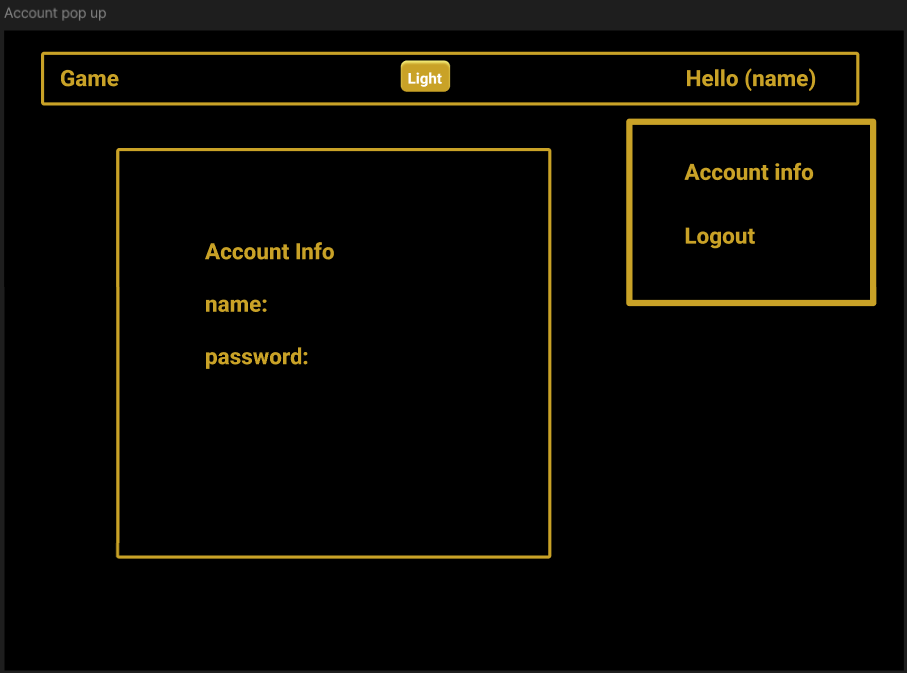 Account pop up
Game Light Hello (name)
Account info
Logout
Account Info
name:
password: